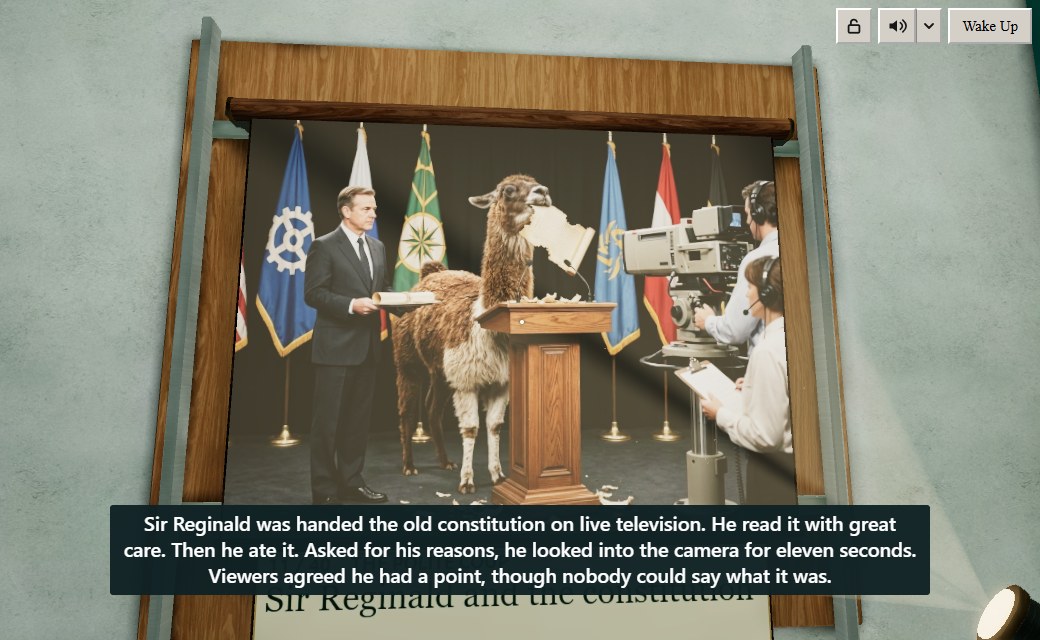 Wake Up
Sir Reginald was handed the old constitution on live television. He read it with great
care. Then he ate it. Asked for his reasons, he looked into the camera for eleven seconds.
Viewers agreed he had a point, though nobody could say what it was.
Sir Reginald and the constitution